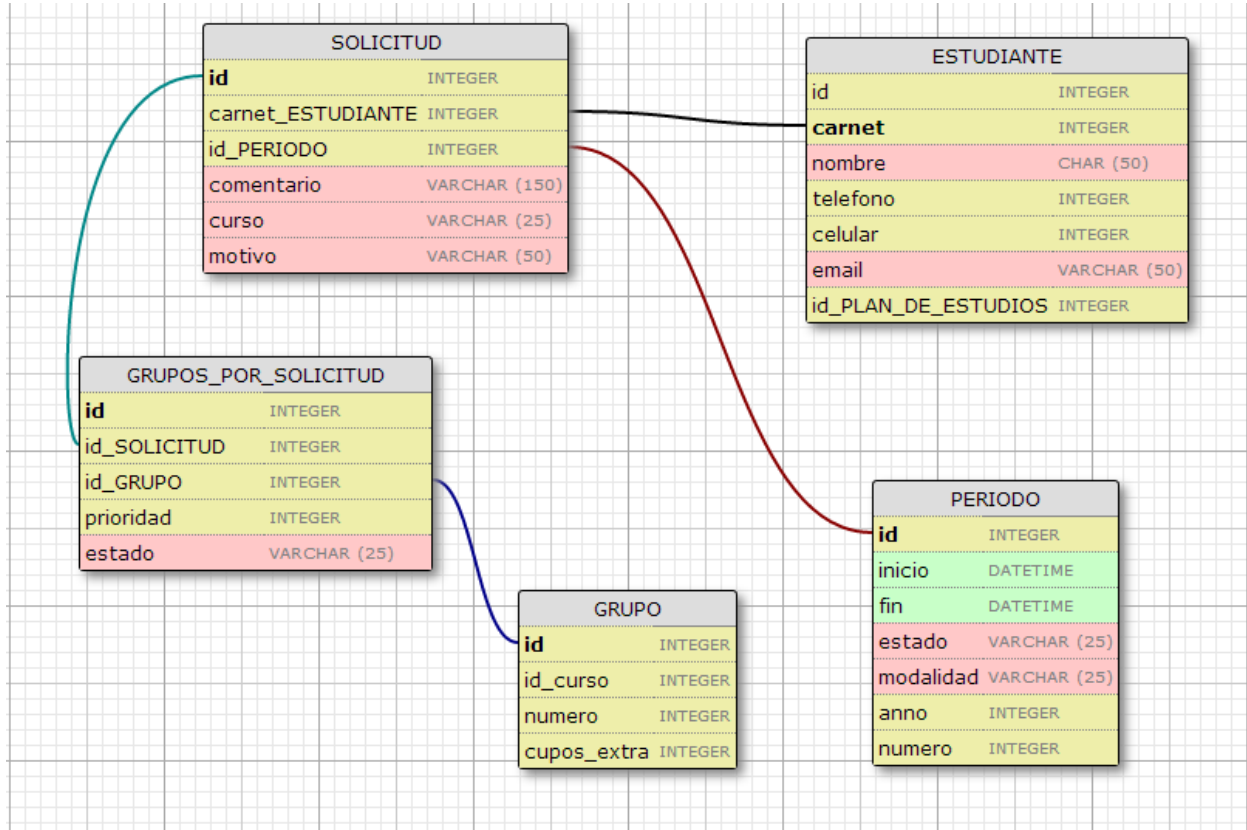 SOLICITUD
id INTEGER
carnet_ESTUDIANTE INTEGER
id_PERIODO INTEGER
comentario VARCHAR (150)
curso VARCHAR (25)
motivo VARCHAR (50)
ESTUDIANTE
id INTEGER
carnet INTEGER
nombre CHAR (50)
telefono INTEGER
celular INTEGER
email VARCHAR (50)
id_PLAN_DE_ESTUDIOS INTEGER
GRUPOS_POR_SOLICITUD
id INTEGER
id_SOLICITUD INTEGER
id_GRUPO INTEGER
prioridad INTEGER
estado VARCHAR (25)
GRUPO
id INTEGER
id_curso INTEGER
numero INTEGER
cupos_extra INTEGER
PERIODO
id INTEGER
inicio DATETIME
fin DATETIME
estado VARCHAR (25)
modalidad VARCHAR (25)
anno INTEGER
numero INTEGER